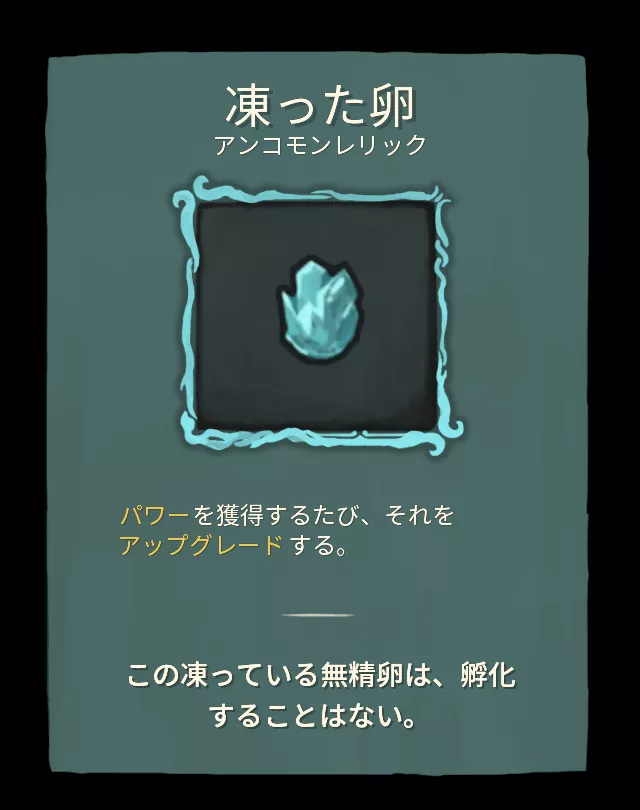 凍った卵
アンコモンレリック
パワーを獲得するたび、それを
アップグレードする。
この凍っている無精卵は、孵化
することはない。